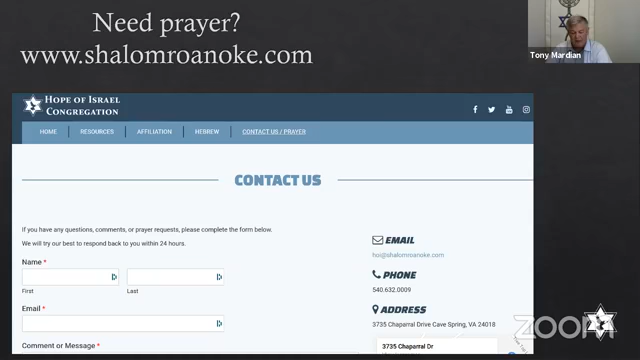 Need prayer?
www.shalomroanoke.com
Tony Mardian
HOPE OF ISRAEL
CONGREGATION
HOME
RESOURCES
AFFILIATION
HEBREW
CONTACT US / PRAYER
CONTACT US
If you have any questions, comments, or prayer requests, please complete the form below.
We will try our best to respond back to you within 24 hours.
Name *
First
Last
Email *
Comment or Message *
EMAIL
hoi@shalomroanoke.com
PHONE
540.632.0009
ADDRESS
3735 Chaparral Drive Cave Spring, VA 24018
3735 Chaparral Dr
zoom